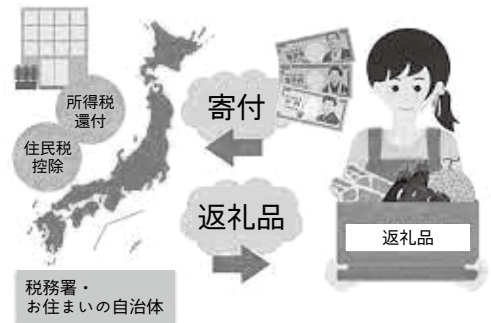 所得税
還付
住民税
控除
寄付
返礼品
返礼品
税務署・
お住まいの自治体